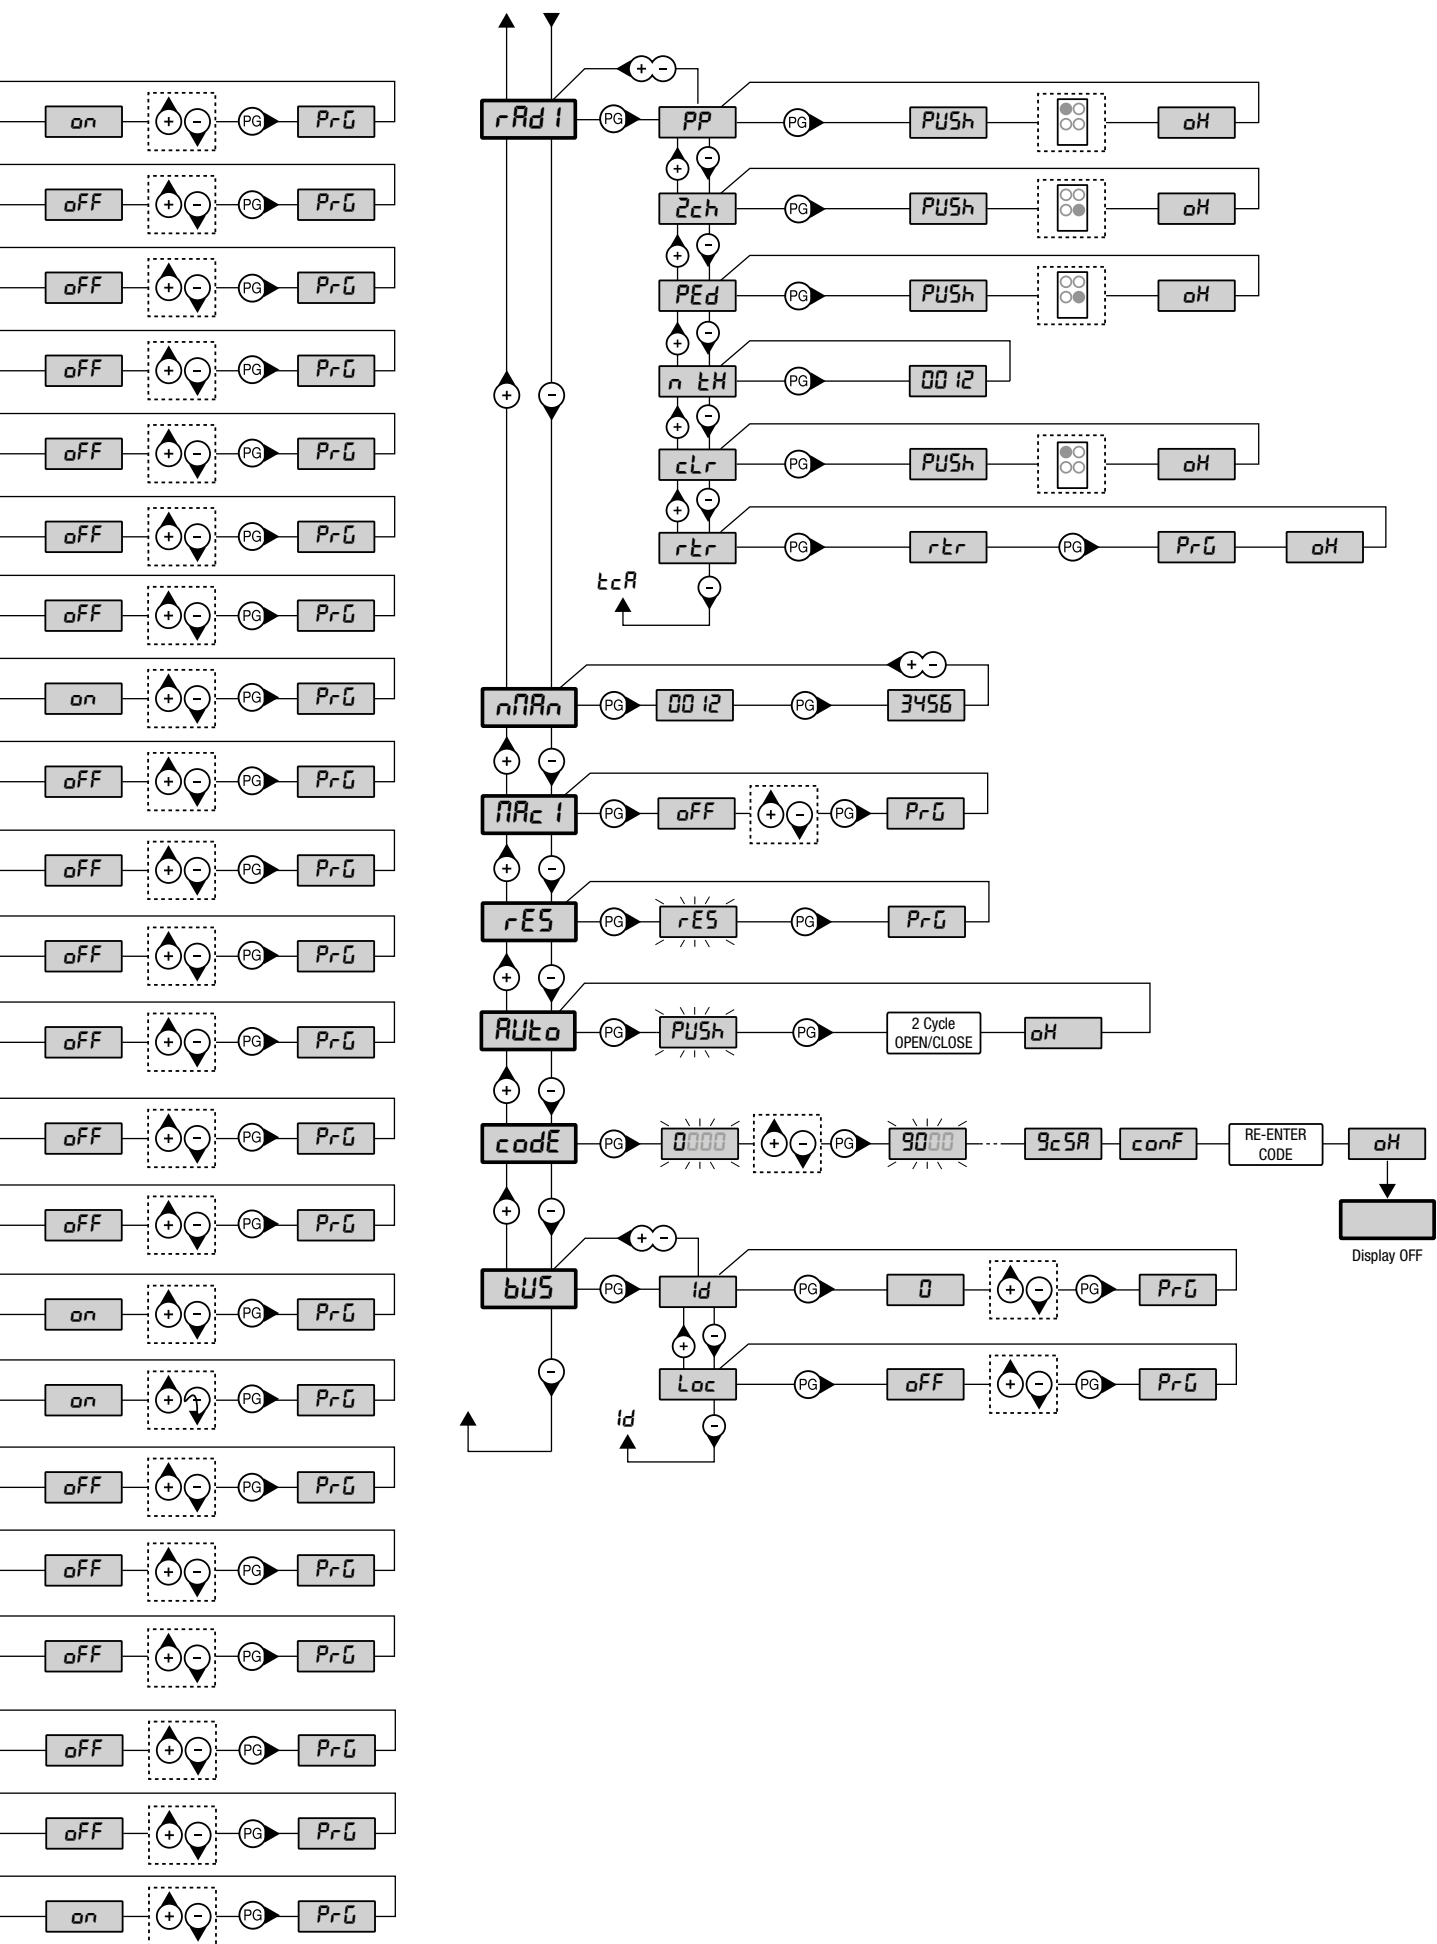 on + - PG PrG
oFF + - PG PrG
oFF + - PG PrG
oFF + - PG PrG
oFF + - PG PrG
oFF + - PG PrG
oFF + - PG PrG
on + - PG PrG
oFF + - PG PrG
oFF + - PG PrG
oFF + - PG PrG
oFF + - PG PrG
oFF + - PG PrG
oFF + - PG PrG
on + - PG PrG
on + PG PrG
oFF + - PG PrG
oFF + - PG PrG
oFF + - PG PrG
oFF + - PG PrG
oFF + - PG PrG
on + - PG PrG
+ -
rAdI PG PP PG PUSh oH
+ -
2ch PG PUSh oH
+ -
PEd PG PUSh oH
+ -
n tH PG 0012
+ -
+ -
cLr PG PUSh oH
+ -
rtr PG rtr PG PrG oH
tcA -
+ -
nMAn PG 0012 PG 3456
+ -
MAc1 PG oFF + - PG PrG
+ -
rES PG rES PG PrG
+ -
AUto PG PUSh PG 2 Cycle
OPEN/CLOSE oH
+ -
codE PG 0000 + - PG 9000 9c5A conF RE-ENTER
CODE oH
Display OFF
+ -
+ -
bUS PG Id PG 0 + - PG PrG
+ -
Loc PG oFF + - PG PrG
-
Id -